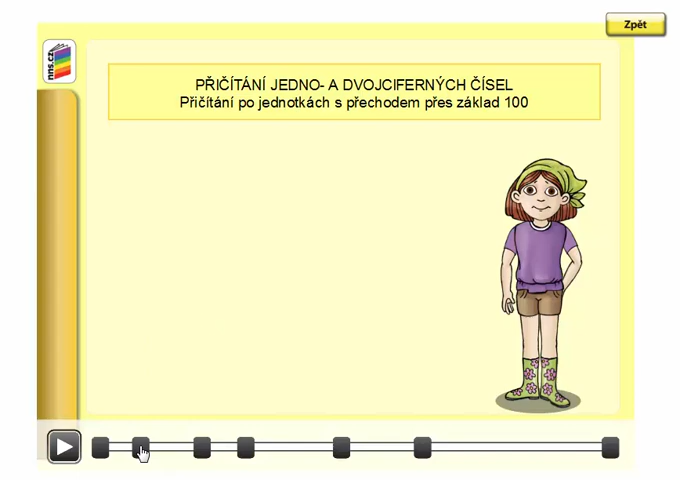 Zpět
nns.cz
PŘIČÍTÁNÍ JEDNO- A DVOJCIFERNÝCH ČÍSEL
Přičítání po jednotkách s přechodem přes základ 100